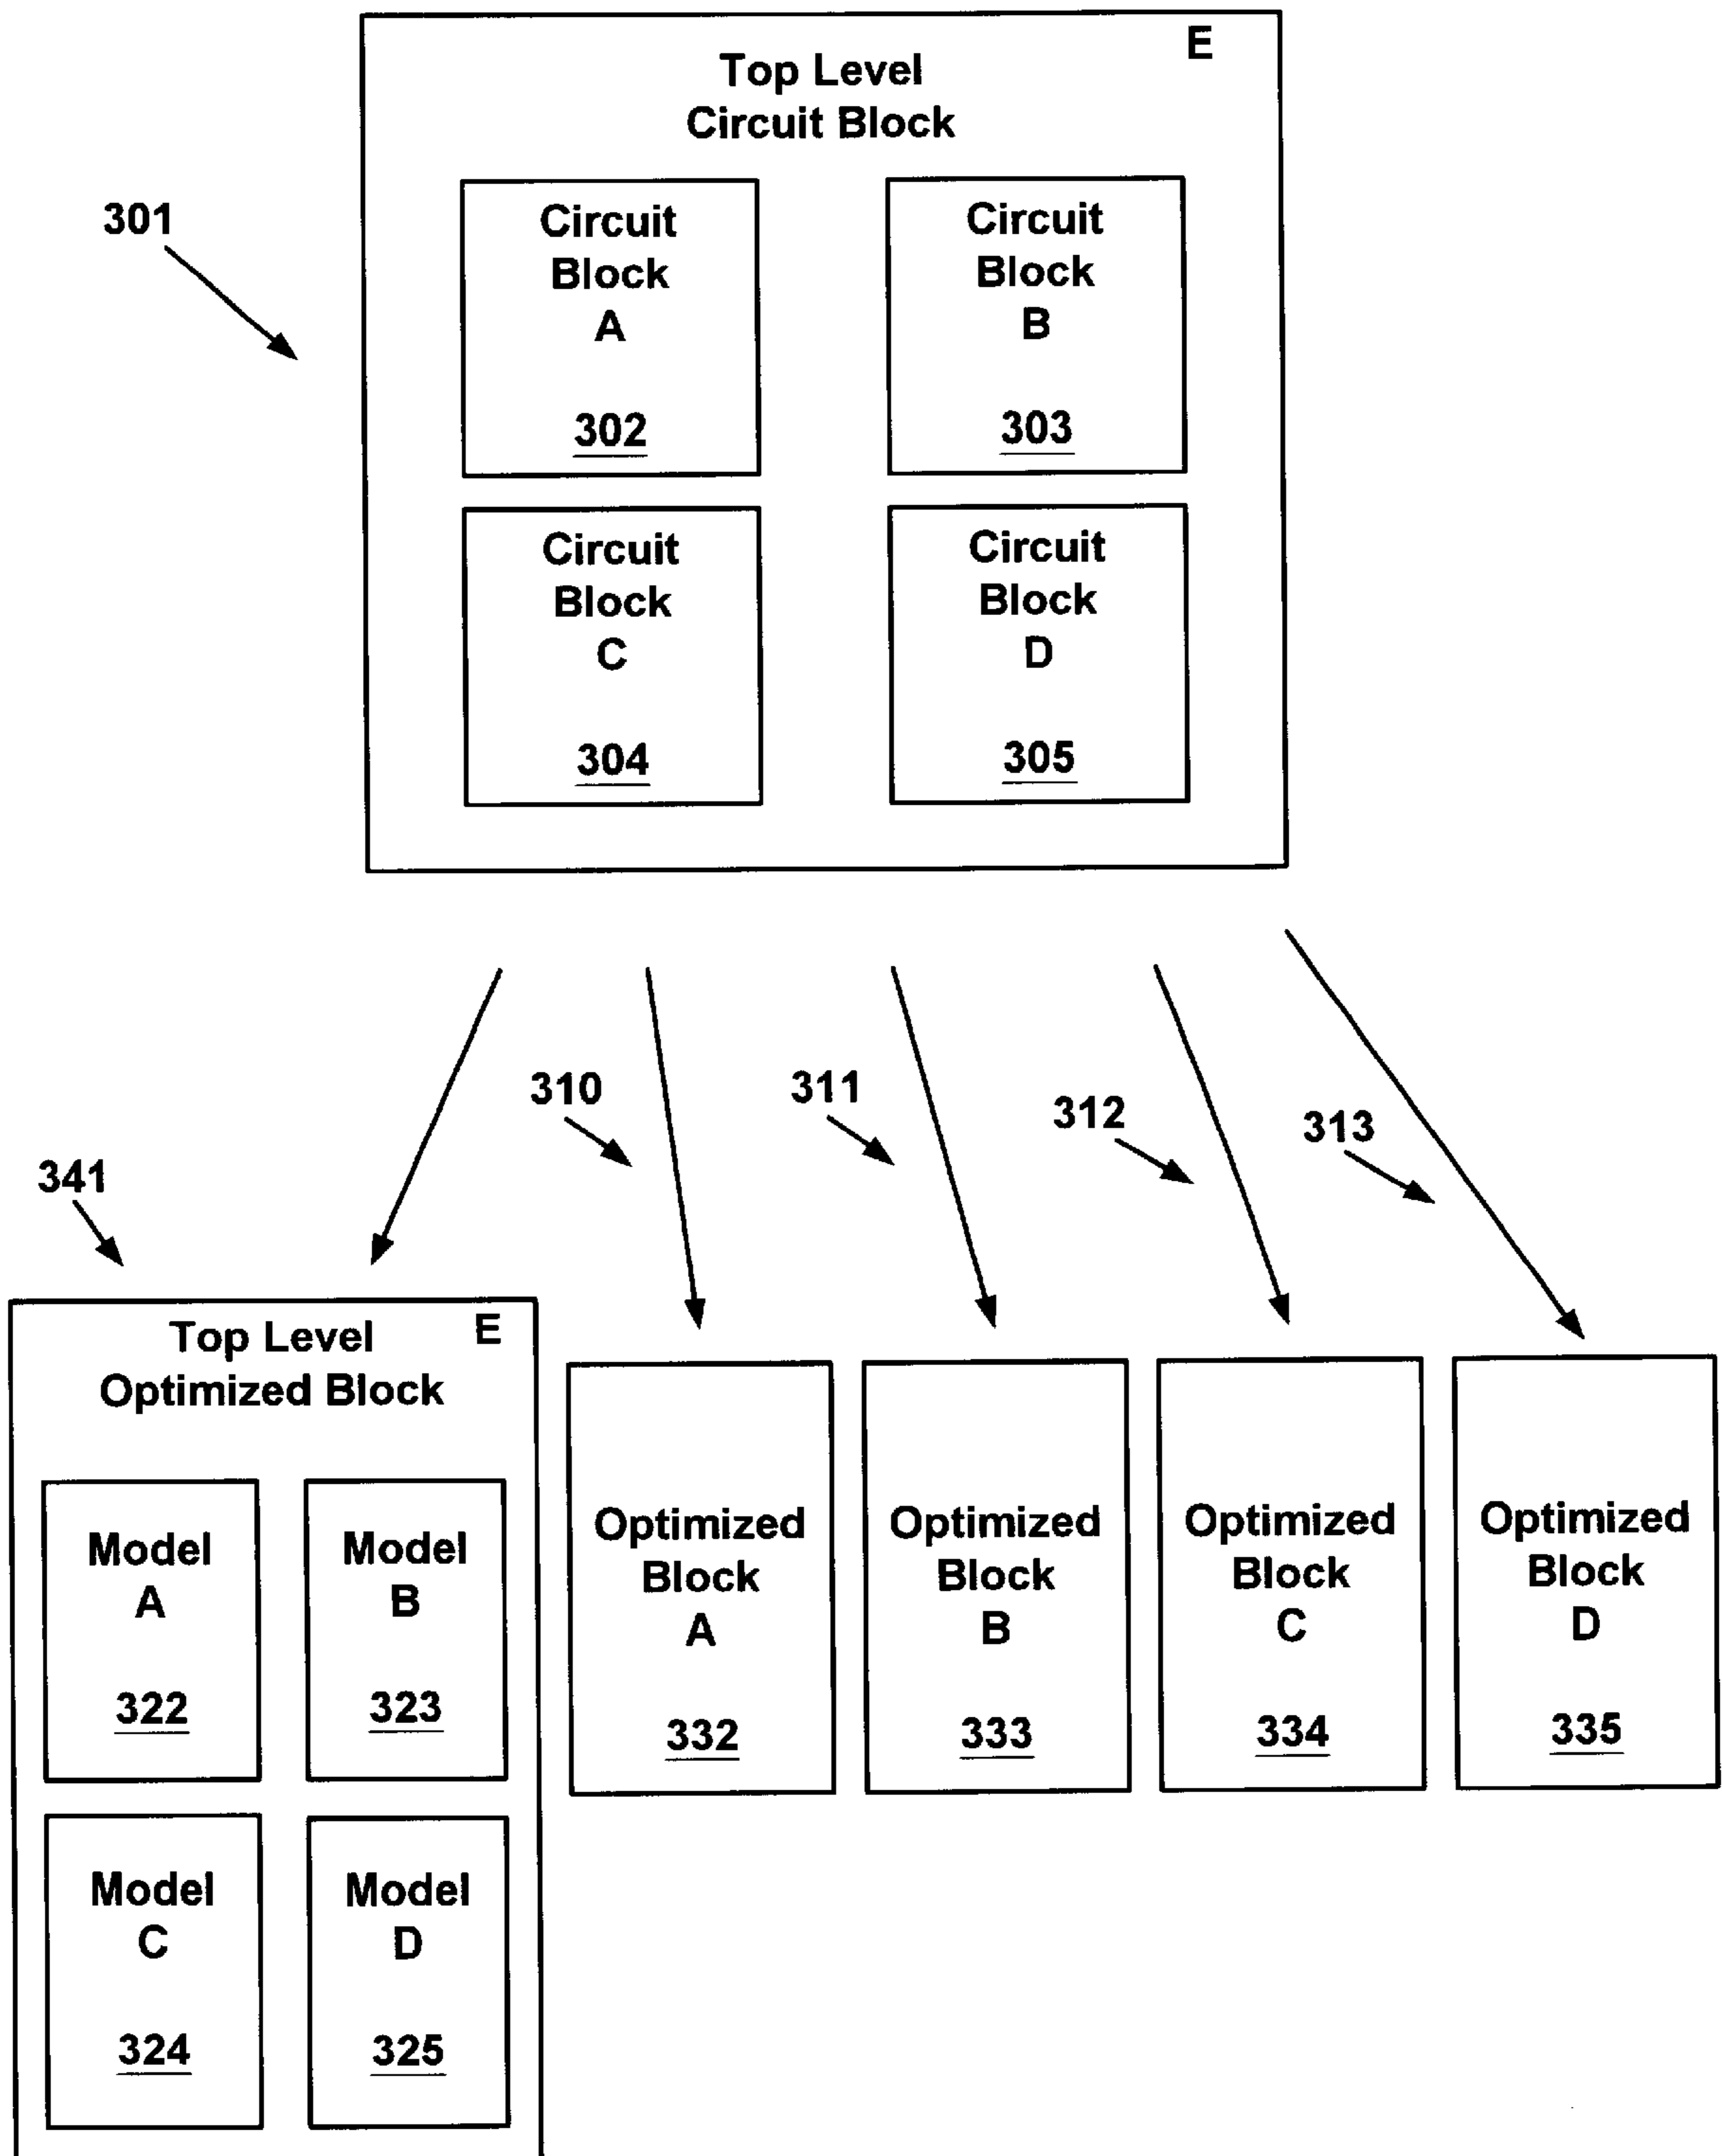 E
Top Level
Circuit Block
301
Circuit
Block
A
302
Circuit
Block
B
303
Circuit
Block
C
304
Circuit
Block
D
305
310
311
312
313
341
E
Top Level
Optimized Block
Model
A
322
Model
B
323
Model
C
324
Model
D
325
Optimized
Block
A
332
Optimized
Block
B
333
Optimized
Block
C
334
Optimized
Block
D
335